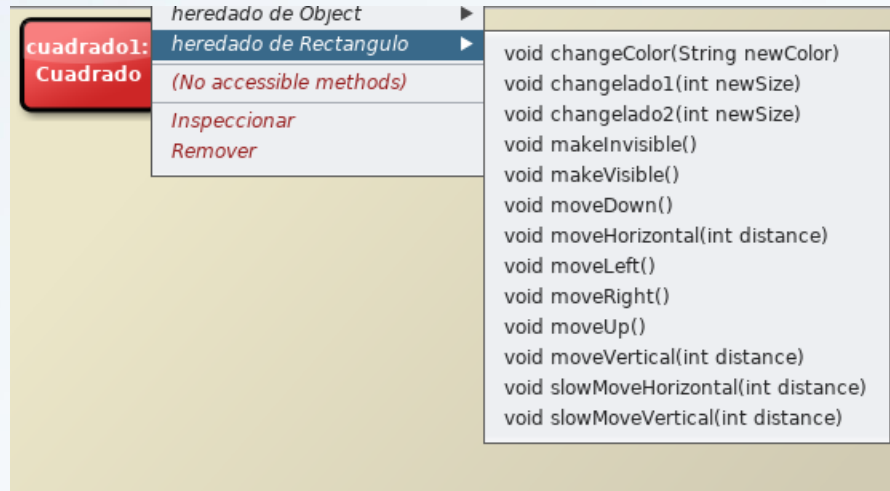 cuadrado1:
Cuadrado
heredado de Object
heredado de Rectangulo
(No accessible methods)
Inspeccionar
Remover
void changeColor(String newColor)
void changelado1(int newSize)
void changelado2(int newSize)
void makeInvisible()
void makeVisible()
void moveDown()
void moveHorizontal(int distance)
void moveLeft()
void moveRight()
void moveUp()
void moveVertical(int distance)
void slowMoveHorizontal(int distance)
void slowMoveVertical(int distance)